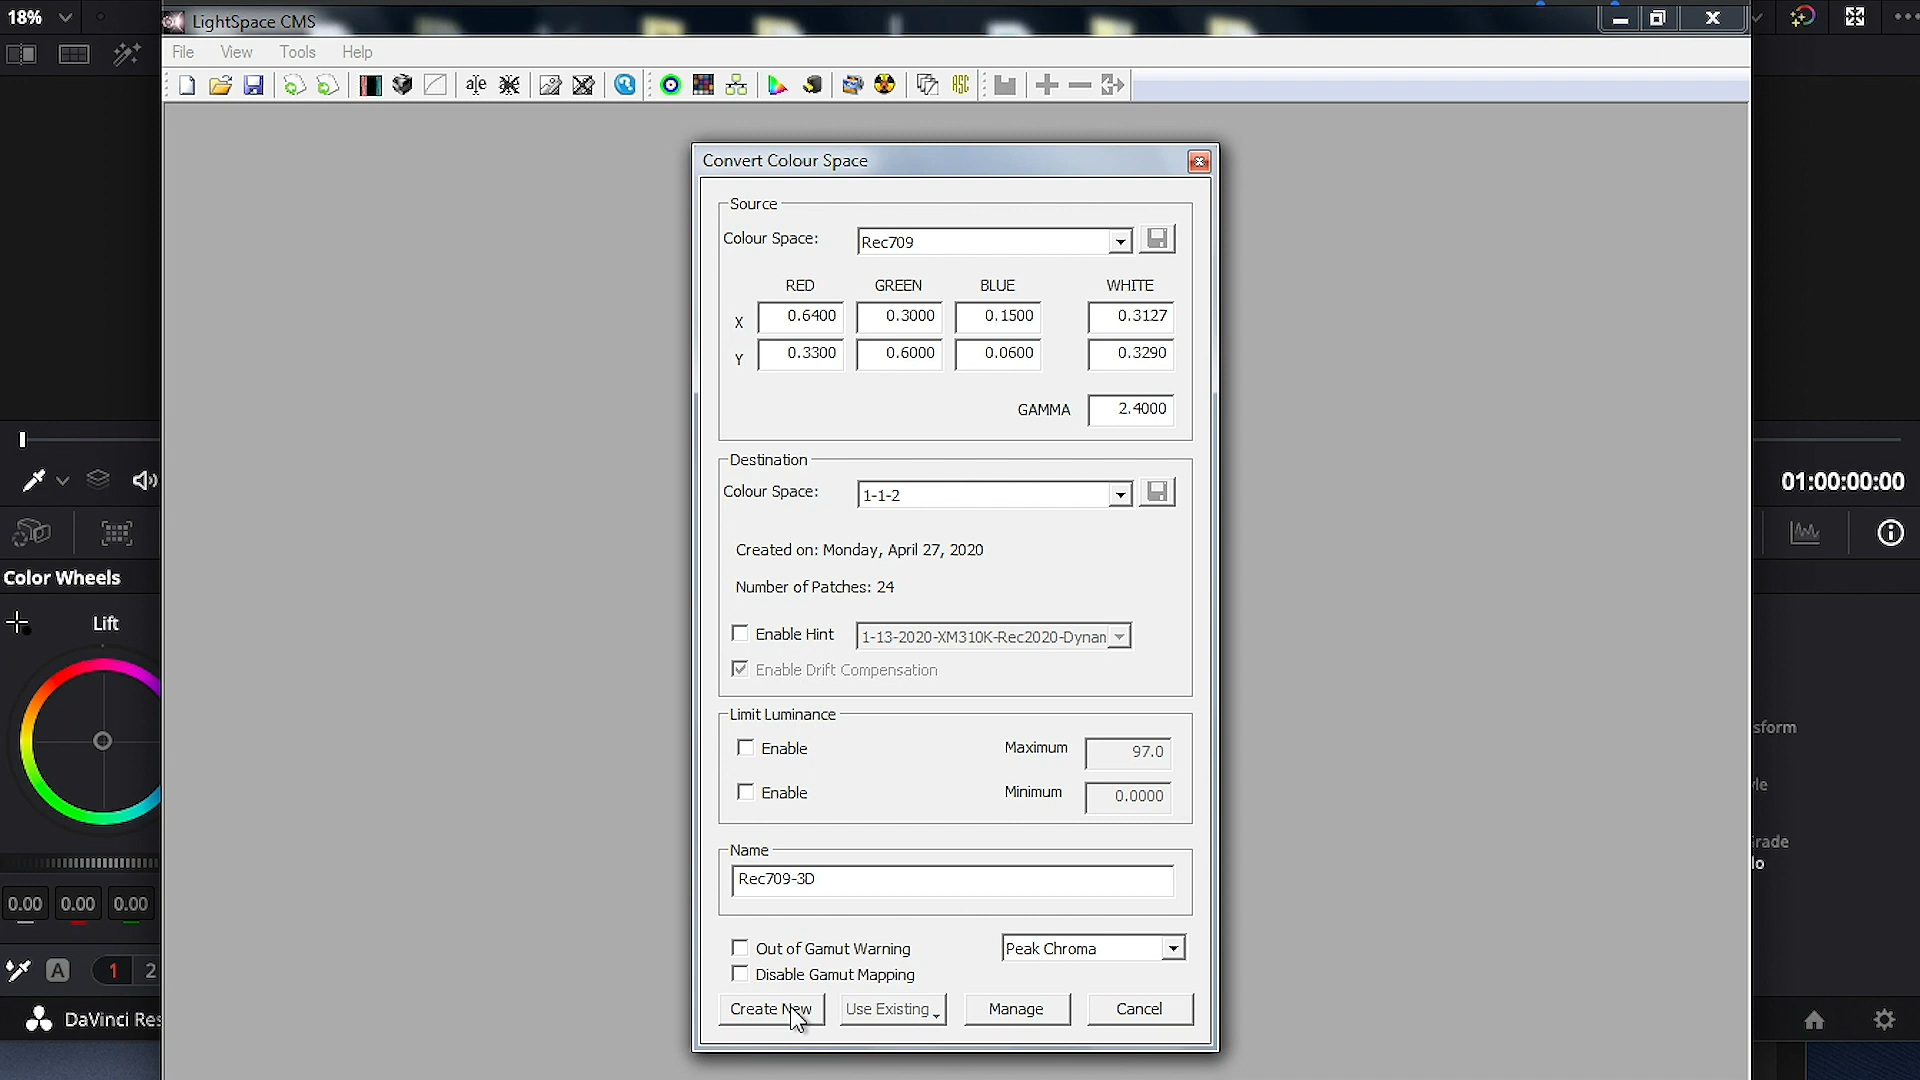 18%
LightSpace CMS
File View Tools Help
Convert Colour Space
Source
Colour Space: Rec709
RED GREEN BLUE WHITE
X 0.6400 0.3000 0.1500 0.3127
Y 0.3300 0.6000 0.0600 0.3290
GAMMA 2.4000
Destination
Colour Space: 1-1-2
Created on: Monday, April 27, 2020
Number of Patches: 24
Enable Hint 1-13-2020-XM310K-Rec2020-Dynan
Enable Drift Compensation
Limit Luminance
Enable Maximum 97.0
Enable Minimum 0.0000
Name
Rec709-3D
Out of Gamut Warning Peak Chroma
Disable Gamut Mapping
Create New Use Existing Manage Cancel
01:00:00:00
Color Wheels
Lift
0.00 0.00 0.00
A 1 2
DaVinci Res
sform
le
rade
lo